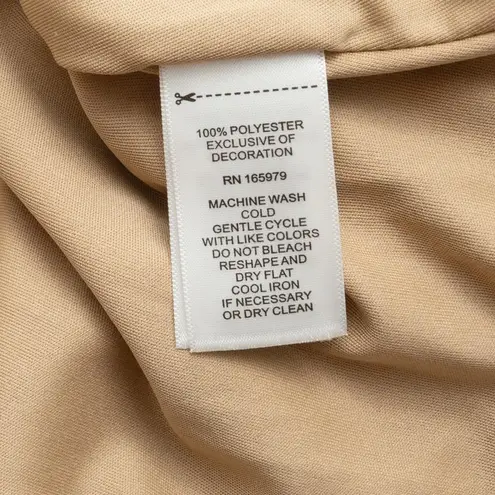 100% POLYESTER
EXCLUSIVE OF
DECORATION
RN 165979
MACHINE WASH
COLD
GENTLE CYCLE
WITH LIKE COLORS
DO NOT BLEACH
RESHAPE AND
DRY FLAT
COOL IRON
IF NECESSARY
OR DRY CLEAN